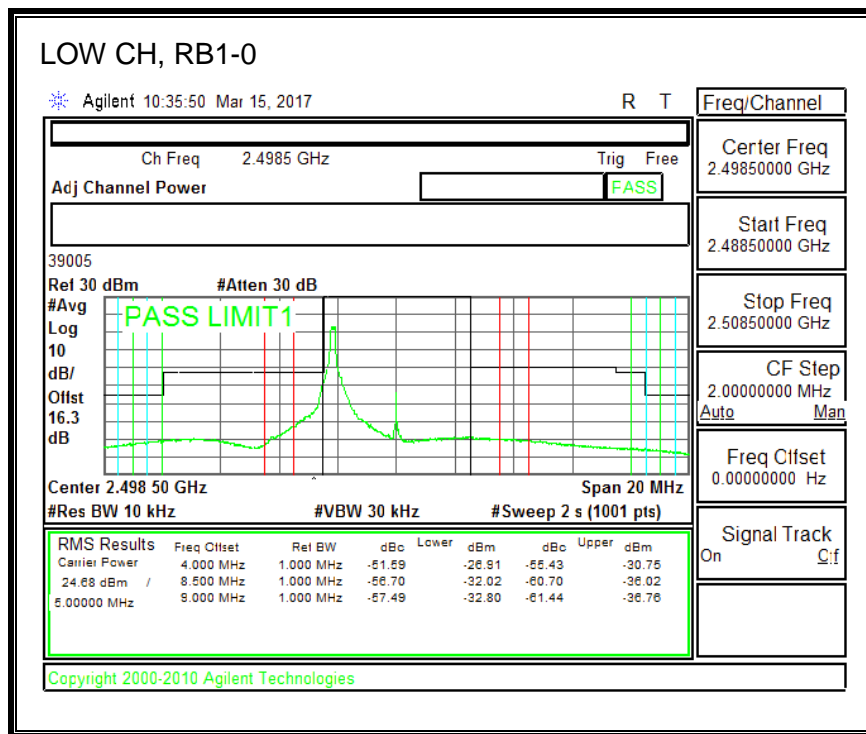 LOW CH, RB1-0
Agilent 10:35:50 Mar 15, 2017 R T
Freq/Channel
Ch Freq 2.4985 GHz Trig Free
Adj Channel Power PASS
Center Freq
2.49850000 GHz
Start Freq
2.48850000 GHz
Stop Freq
2.50850000 GHz
CF Step
2.00000000 MHz
Auto Man
Freq Offset
0.00000000 Hz
Signal Track
On Off
39005
Ref 30 dBm #Atten 30 dB
#Avg
Log
10
dB/
Offst
16.3
dB
PASS LIMIT1
Center 2.498 50 GHz Span 20 MHz
#Res BW 10 kHz #VBW 30 kHz #Sweep 2 s (1001 pts)
RMS Results Freq Offset Ref BW dBc Lower dBm dBc Upper dBm
Carrier Power 4.000 MHz 1.000 MHz -51.59 -26.91 -55.43 -30.75
24.68 dBm / 8.500 MHz 1.000 MHz -56.70 -32.02 -60.70 -36.02
5.00000 MHz 9.000 MHz 1.000 MHz -57.49 -32.80 -61.44 -36.76
Copyright 2000-2010 Agilent Technologies